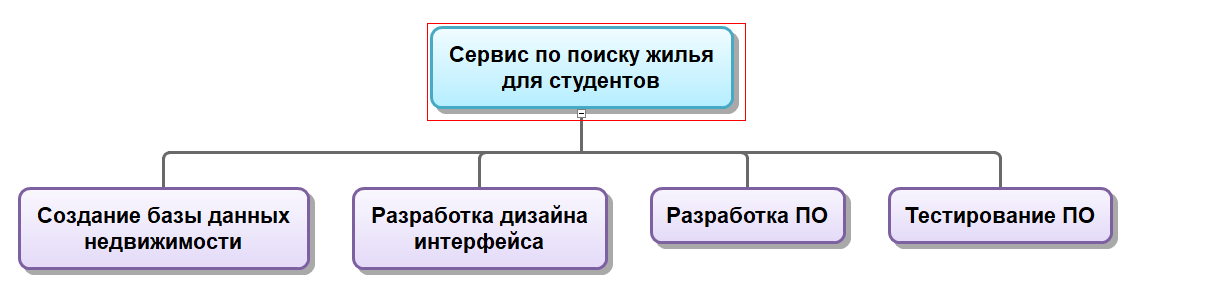 Сервис по поиску жилья
для студентов
Создание базы данных
недвижимости
Разработка дизайна
интерфейса
Разработка ПО
Тестирование ПО